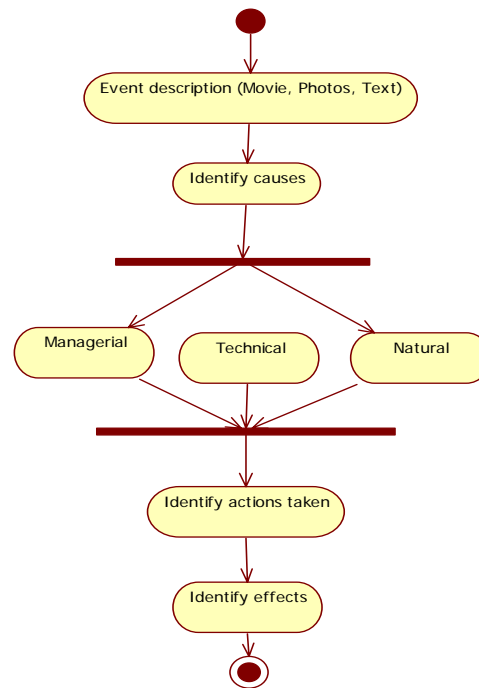 Event description (Movie, Photos, Text)
Identify causes
Managerial
Technical
Natural
Identify actions taken
Identify effects